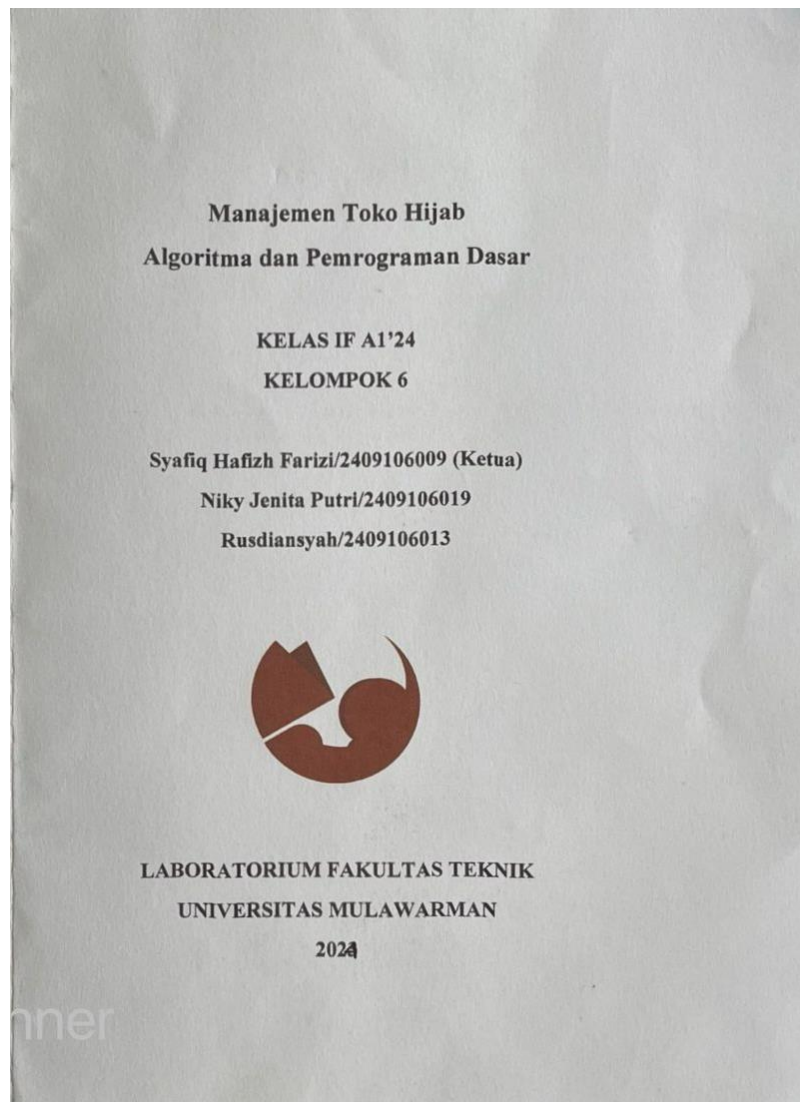 Manajemen Toko Hijab
Algoritma dan Pemrograman Dasar
KELAS IF A1’24
KELOMPOK 6
Syafiq Hafizh Farizi/2409106009 (Ketua)
Niky Jenita Putri/2409106019
Rusdiansyah/2409106013
LABORATORIUM FAKULTAS TEKNIK
UNIVERSITAS MULAWARMAN
2024
nner